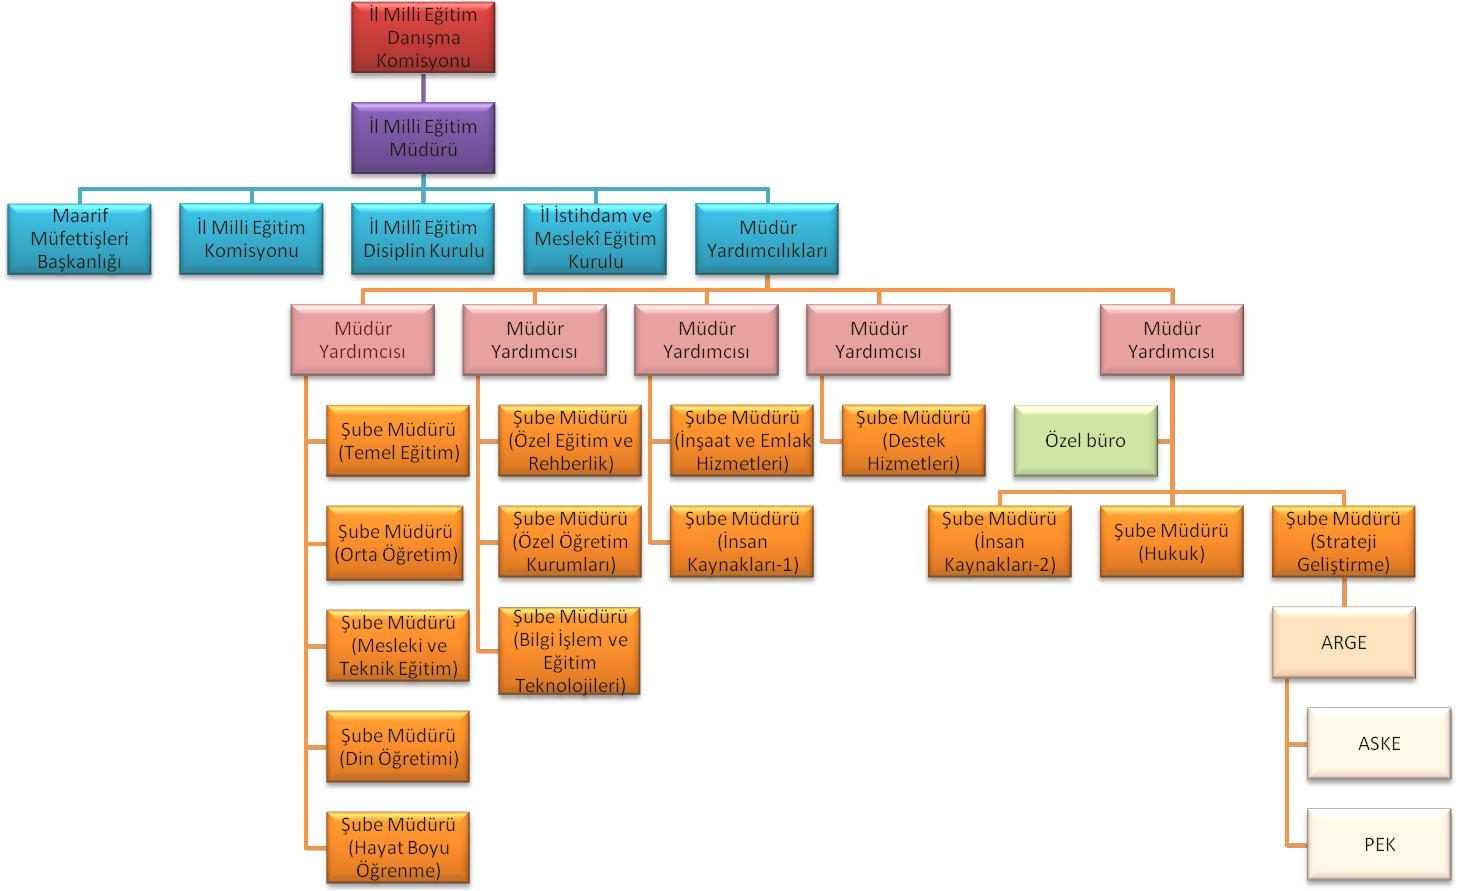 İl Milli Eğitim
Danışma
Komisyonu
İl Milli Eğitim
Müdürü
Maarif
Müfettişleri
Başkanlığı
İl Milli Eğitim
Komisyonu
İl Millî Eğitim
Disiplin Kurulu
İl İstihdam ve
Meslekî Eğitim
Kurulu
Müdür
Yardımcılıkları
Müdür
Yardımcısı
Müdür
Yardımcısı
Müdür
Yardımcısı
Müdür
Yardımcısı
Müdür
Yardımcısı
Şube Müdürü
(Temel Eğitim)
Şube Müdürü
(Orta Öğretim)
Şube Müdürü
(Mesleki ve
Teknik Eğitim)
Şube Müdürü
(Din Öğretimi)
Şube Müdürü
(Hayat Boyu
Öğrenme)
Şube Müdürü
(Özel Eğitim ve
Rehberlik)
Şube Müdürü
(Özel Öğretim
Kurumları)
Şube Müdürü
(Bilgi İşlem ve
Eğitim
Teknolojileri)
Şube Müdürü
(İnşaat ve Emlak
Hizmetleri)
Şube Müdürü
(İnsan
Kaynakları-1)
Şube Müdürü
(Destek
Hizmetleri)
Özel büro
Şube Müdürü
(İnsan
Kaynakları-2)
Şube Müdürü
(Hukuk)
Şube Müdürü
(Strateji
Geliştirme)
ARGE
ASKE
PEK